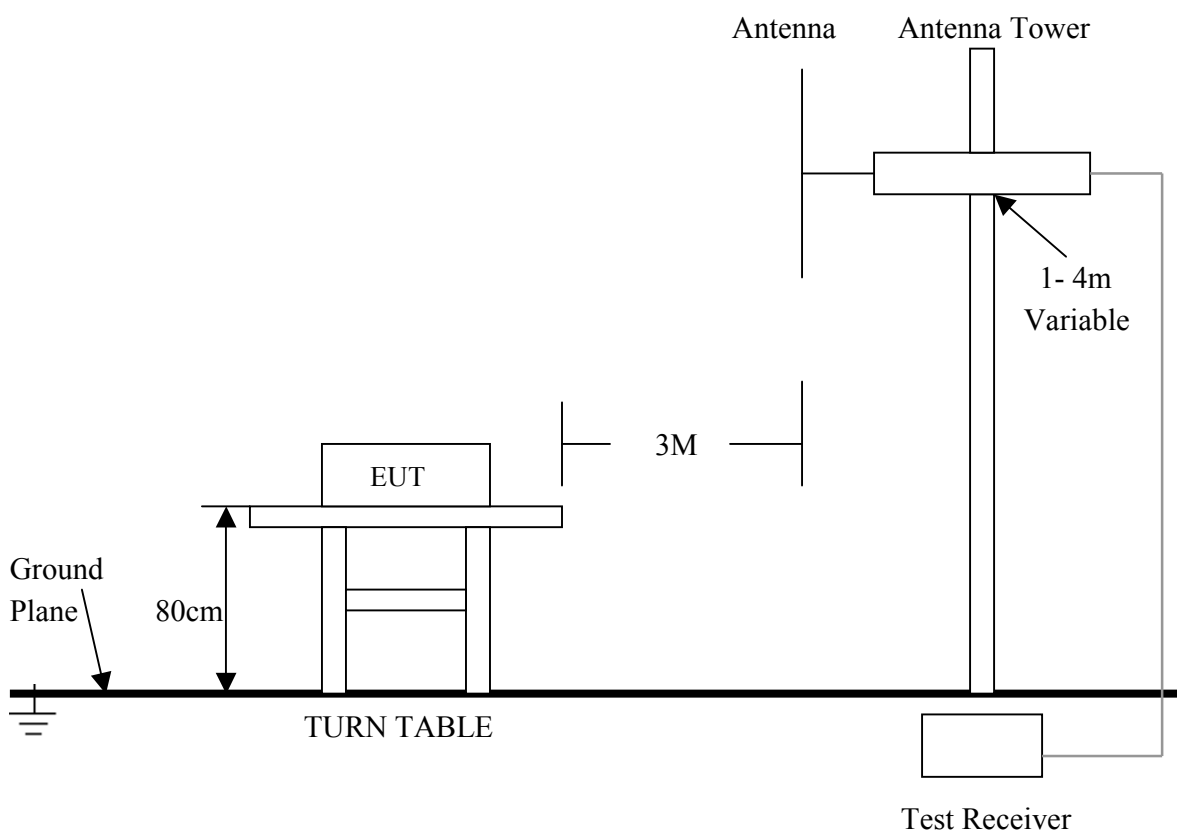 Antenna
Antenna Tower
1- 4m
Variable
3M
EUT
Ground
Plane
80cm
TURN TABLE
Test Receiver